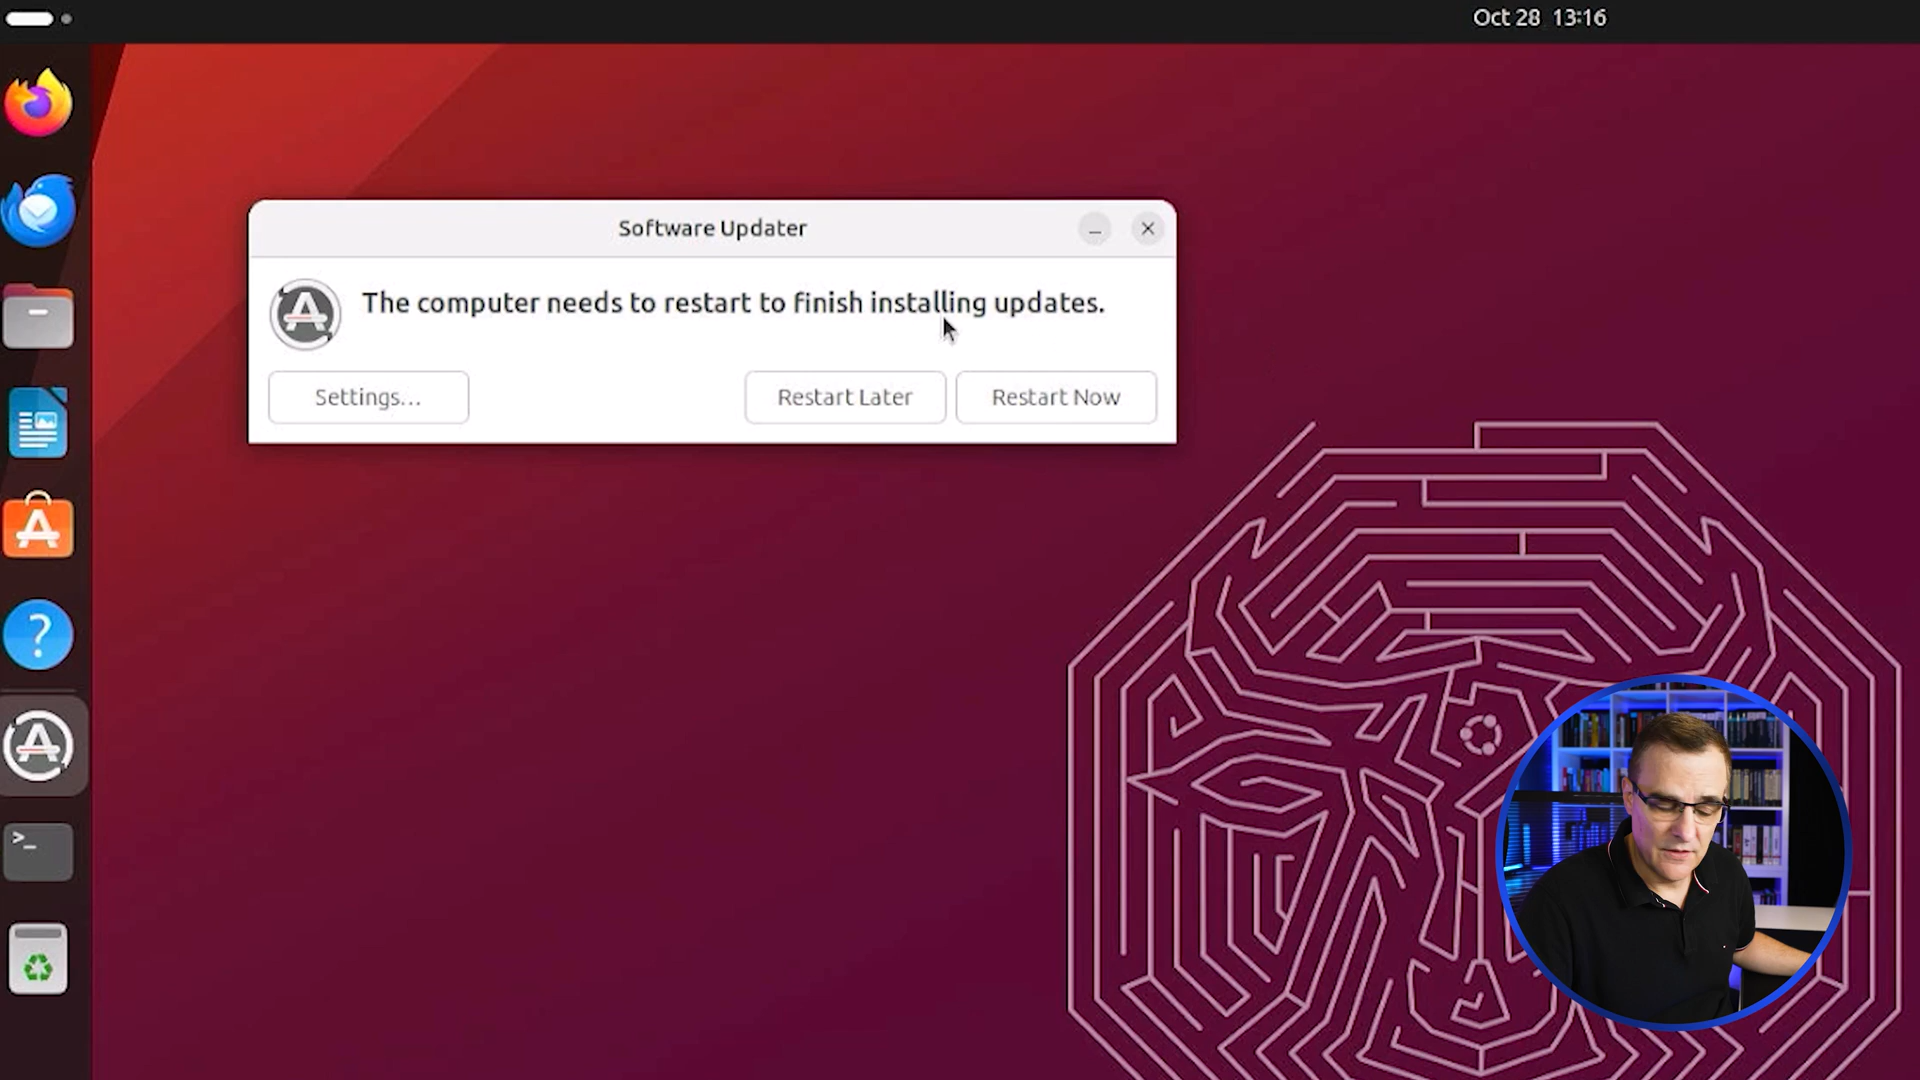 Oct 28 13:16
Software Updater
The computer needs to restart to finish installing updates.
Settings...
Restart Later
Restart Now